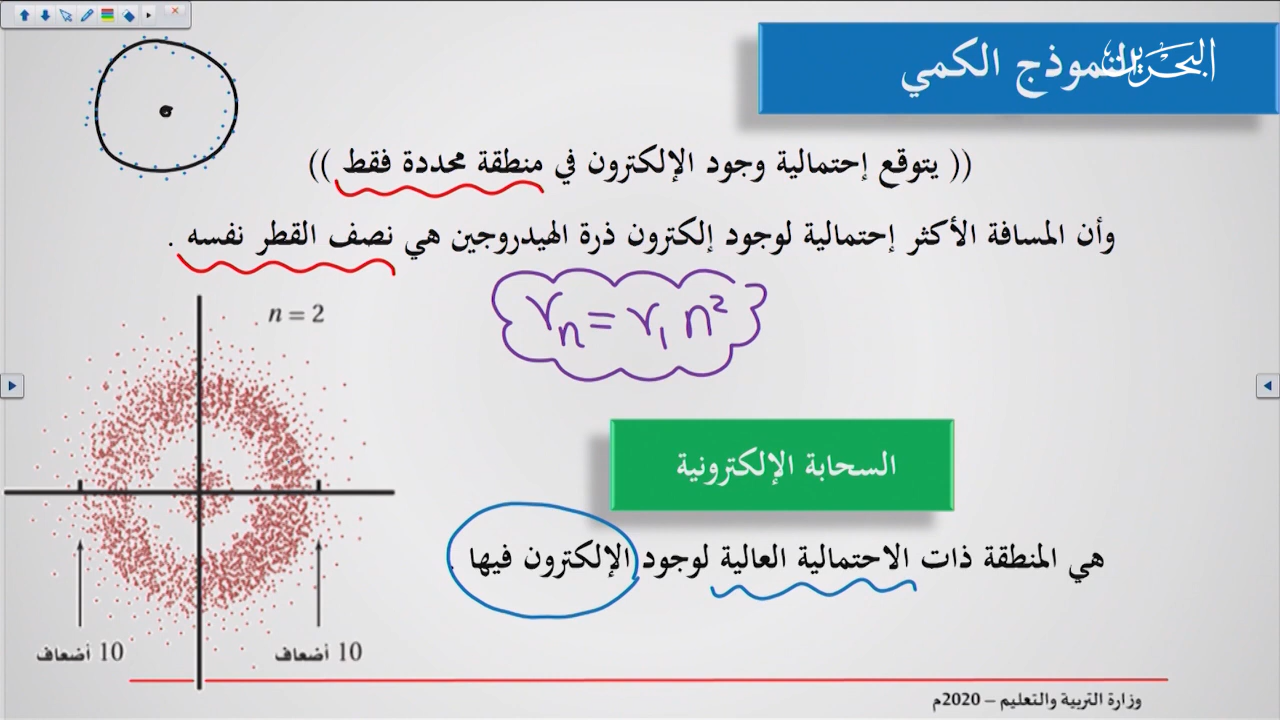 النموذج الكمي
البحرين
(( يتوقع إحتمالية وجود الإلكترون في منطقة محددة فقط ))
وأن المسافة الأكثر إحتمالية لوجود إلكترون ذرة الهيدروجين هي نصف القطر نفسه .
n = 2
rn = r1 n²
السحابة الإلكترونية
هي المنطقة ذات الاحتمالية العالية لوجود الإلكترون فيها .
10 أضعاف
10 أضعاف
وزارة التربية والتعليم – 2020م